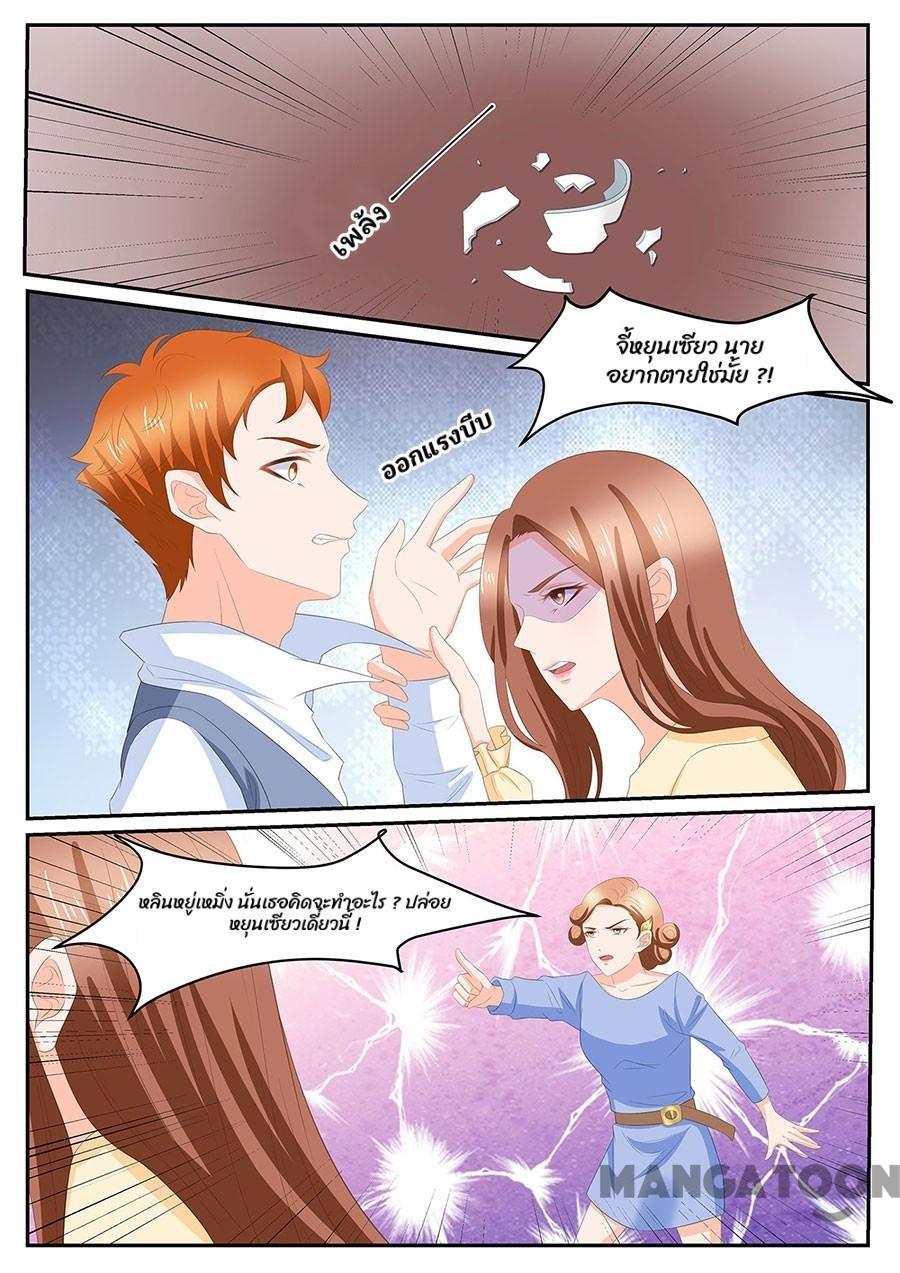 เพล้ง
จี้หยุนเซียว นาย
อยากตายใช่มั้ย ?!
ออกแรงบีบ
หลินหยู่เหมิ่ง นั่นเธอคิดจะทำอะไร ? ปล่อย
หยุนเซียวเดี๋ยวนี้ !
MANGATOON